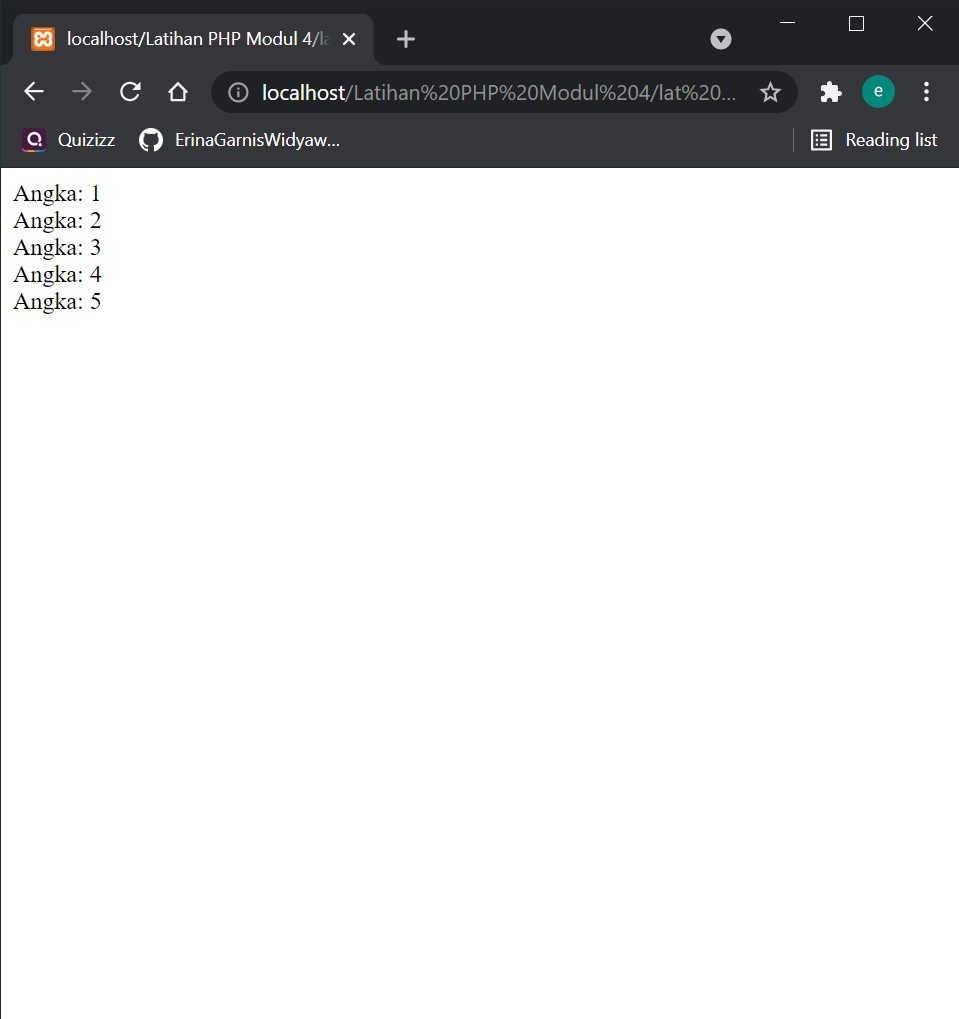 localhost/Latihan PHP Modul 4/la
localhost/Latihan%20PHP%20Modul%204/lat%20...
e
Quizizz
ErinaGarnisWidyaw...
Reading list
Angka: 1
Angka: 2
Angka: 3
Angka: 4
Angka: 5